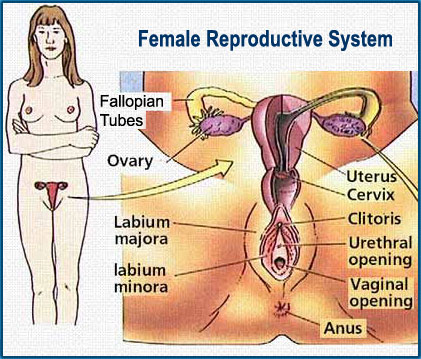 Female Reproductive System
Fallopian
Tubes
Ovary
Uterus
Cervix
Clitoris
Labium
majora
Urethral
opening
labium
minora
Vaginal
opening
Anus